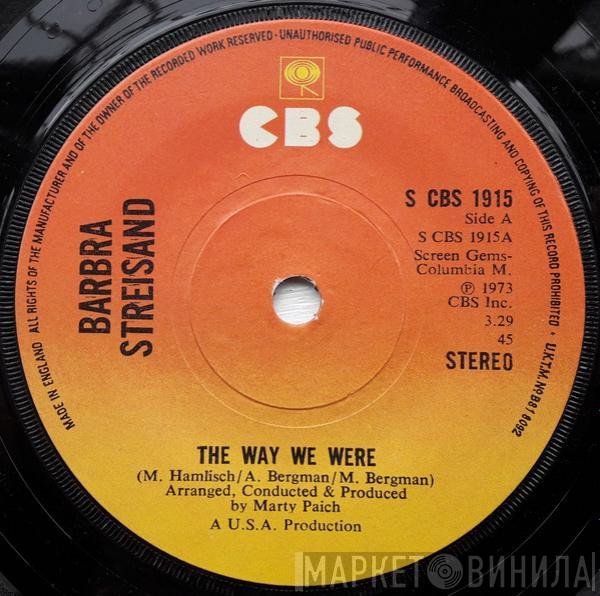 MADE IN ENGLAND ALL RIGHTS OF THE MANUFACTURER AND OF THE OWNER OF THE RECORDED WORK RESERVED · UNAUTHORISED PUBLIC PERFORMANCE BROADCASTING AND COPYING OF THIS RECORD PROHIBITED · U.K.T.M. No B81 8092
CBS
BARBRA
STREISAND
S CBS 1915
Side A
S CBS 1915A
Screen Gems-
Columbia M.
℗ 1973
CBS Inc.
3.29
45
STEREO
THE WAY WE WERE
(M. Hamlisch/A. Bergman/M. Bergman)
Arranged, Conducted & Produced
by Marty Paich
A U.S.A. Production
МАРКЕТ ВИНИЛА